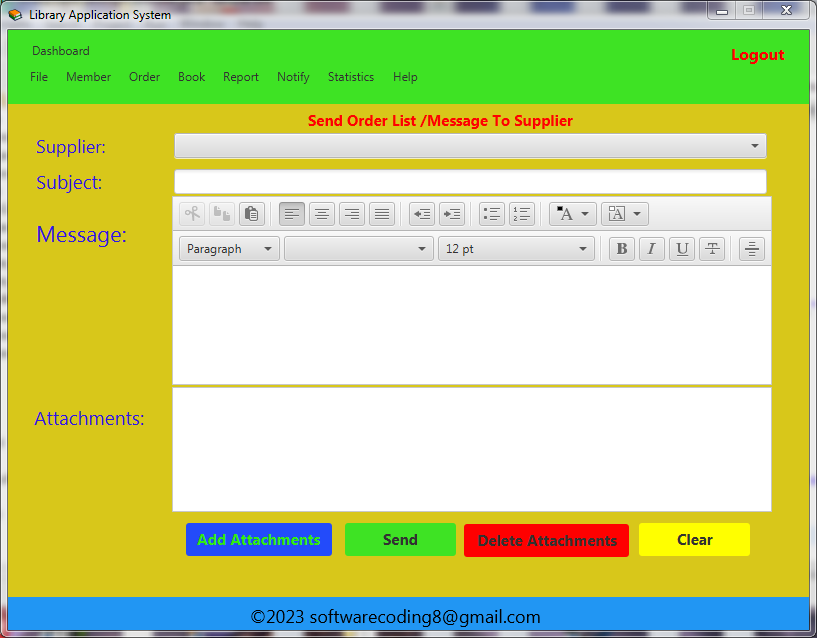 Library Application System
Dashboard
Logout
File Member Order Book Report Notify Statistics Help
Send Order List /Message To Supplier
Supplier:
Subject:
Message:
Paragraph 12 pt B I U T
Attachments:
Add Attachments Send Delete Attachments Clear
©2023 softwarecoding8@gmail.com